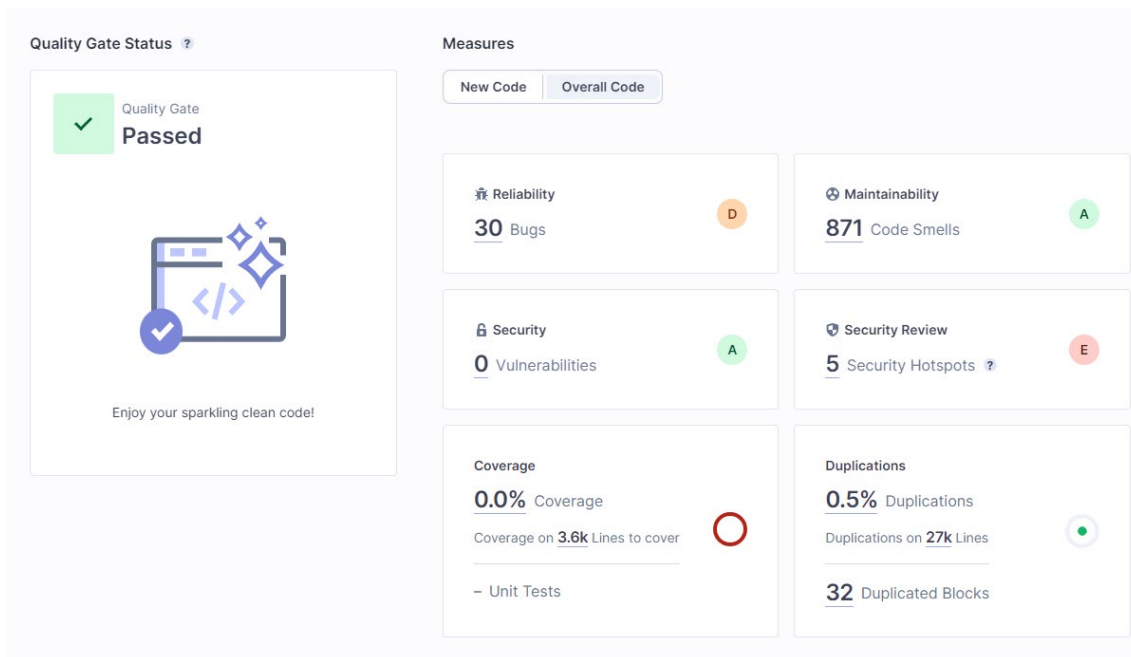 Quality Gate Status ?
Quality Gate
Passed
</>
Enjoy your sparkling clean code!
Measures
New Code
Overall Code
Reliability
30 Bugs
D
Maintainability
871 Code Smells
A
Security
0 Vulnerabilities
A
Security Review
5 Security Hotspots ?
E
Coverage
0.0% Coverage
Coverage on 3.6k Lines to cover
– Unit Tests
Duplications
0.5% Duplications
Duplications on 27k Lines
32 Duplicated Blocks